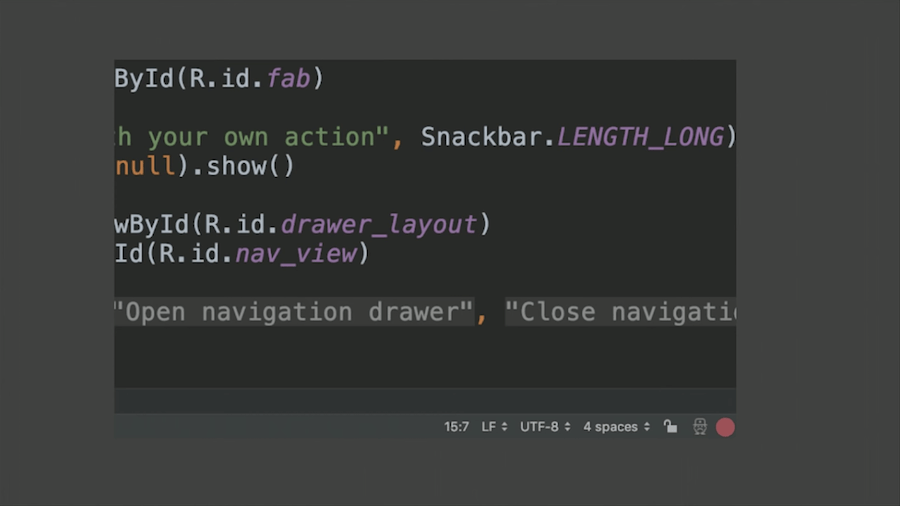 ById(R.id.fab)
h your own action", Snackbar.LENGTH_LONG)
null).show()
wById(R.id.drawer_layout)
Id(R.id.nav_view)
"Open navigation drawer", "Close navigatio
15:7 LF UTF-8 4 spaces